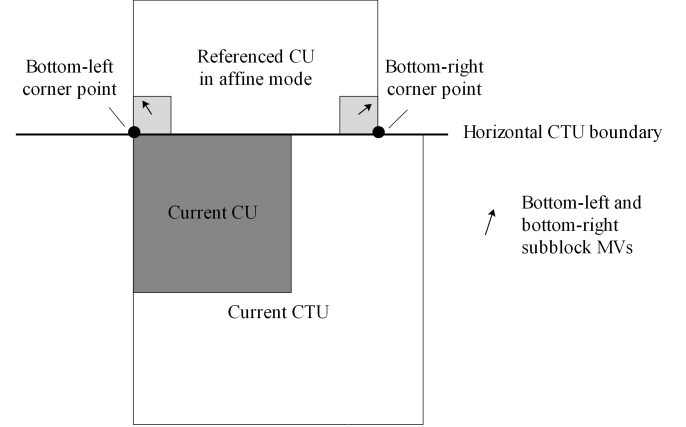 Referenced CU
in affine mode
Bottom-left
corner point
Bottom-right
corner point
Horizontal CTU boundary
Current CU
Bottom-left and
bottom-right
subblock MVs
Current CTU